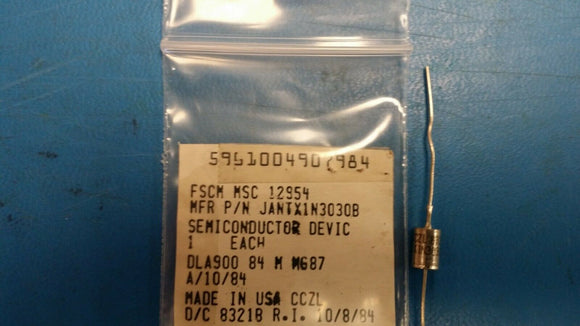 5961004907984
FSCM MSC 12954
MFR P/N JANTX1N3030B
SEMICONDUCTOR DEVIC
1 EACH
DLA900 84 M M687
A/10/84
MADE IN USA CCZL
D/C 8321B R.I. 10/8/84